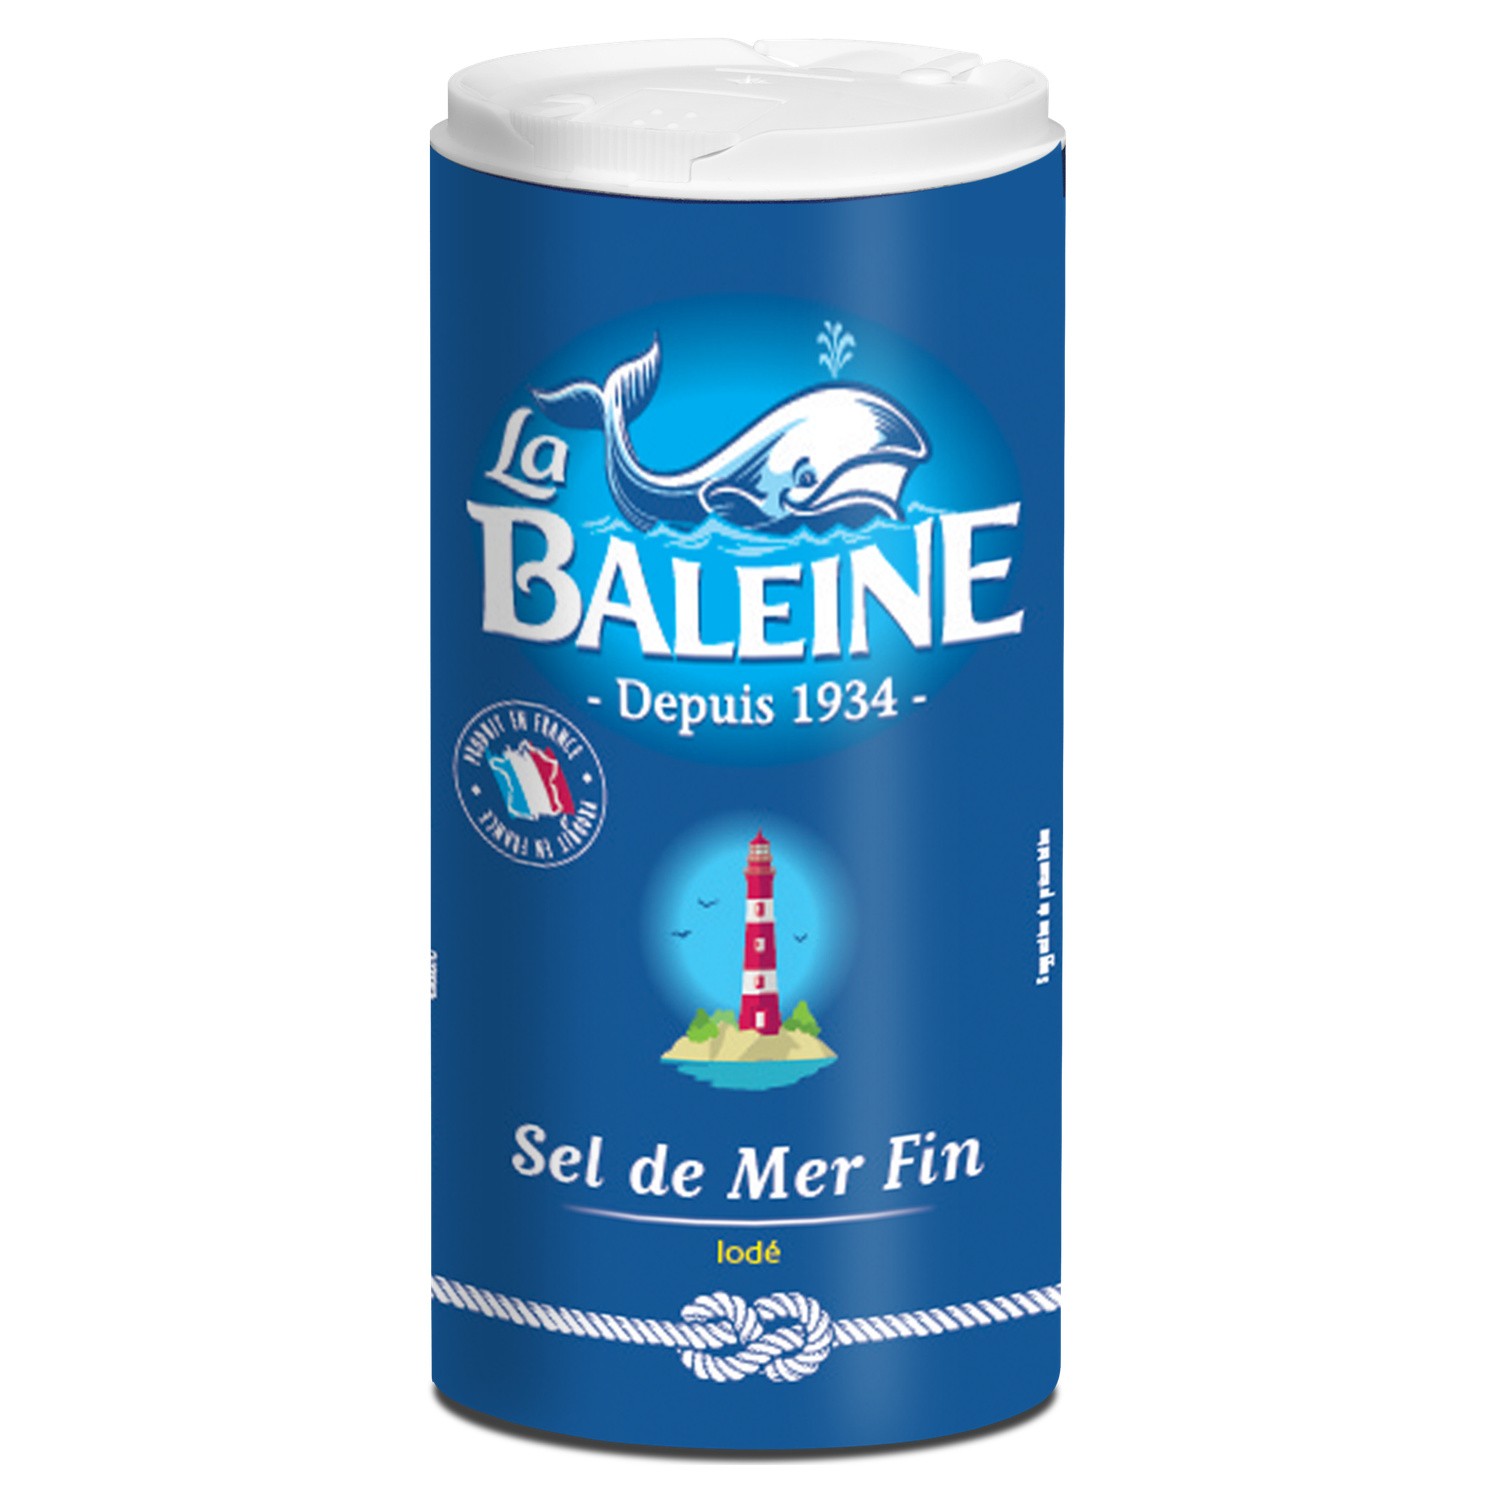 La
BALEINE
- Depuis 1934 -
PRODUIT EN FRANCE
PRODUIT EN FRANCE
Sel de Mer Fin
Iodé